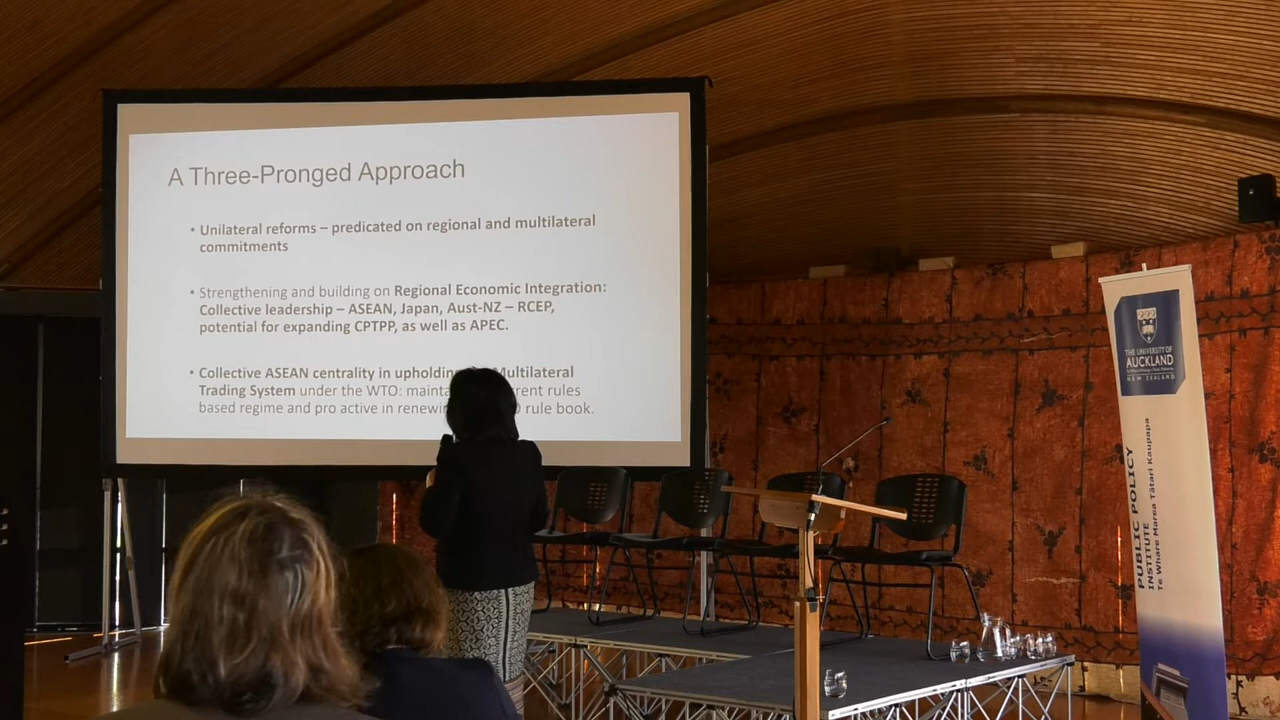 A Three-Pronged Approach
• Unilateral reforms – predicated on regional and multilateral
commitments
• Strengthening and building on Regional Economic Integration:
Collective leadership – ASEAN, Japan, Aust-NZ – RCEP,
potential for expanding CPTPP, as well as APEC.
• Collective ASEAN centrality in upholding Multilateral
Trading System under the WTO: rules
based regime and pro active in rule book.
THE UNIVERSITY OF
AUCKLAND
NEW ZEALAND
PUBLIC POLICY
INSTITUTE
Te Whare Marea Tātari Kaupapa